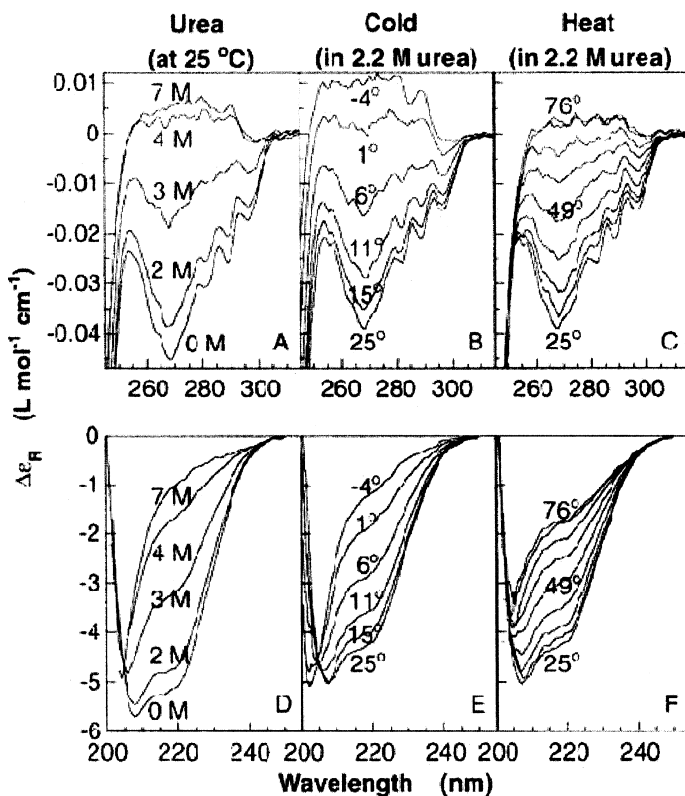 Urea Cold Heat
(at 25 °C) (in 2.2 M urea) (in 2.2 M urea)
0.01
0
-0.01
-0.02
-0.03
-0.04
7 M
4 M
3 M
2 M
0 M
A
-4°
1°
6°
11°
15°
25°
B
76°
49°
25°
C
260 280 300 260 280 300 260 280 300
Δε_R (L mol⁻¹ cm⁻¹)
0
-1
-2
-3
-4
-5
-6
7 M
4 M
3 M
2 M
0 M
D
-4°
1°
6°
11°
15°
25°
E
76°
49°
25°
F
200 220 240 200 220 240 200 220 240
Wavelength (nm)